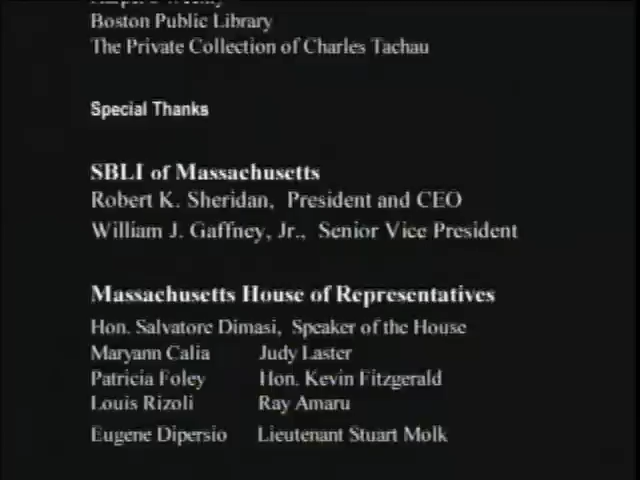 Boston Public Library
The Private Collection of Charles Tachau
Special Thanks
SBLI of Massachusetts
Robert K. Sheridan, President and CEO
William J. Gaffney, Jr., Senior Vice President
Massachusetts House of Representatives
Hon. Salvatore Dimasi, Speaker of the House
Maryann Calia Judy Laster
Patricia Foley Hon. Kevin Fitzgerald
Louis Rizoli Ray Amaru
Eugene Dipersio Lieutenant Stuart Molk